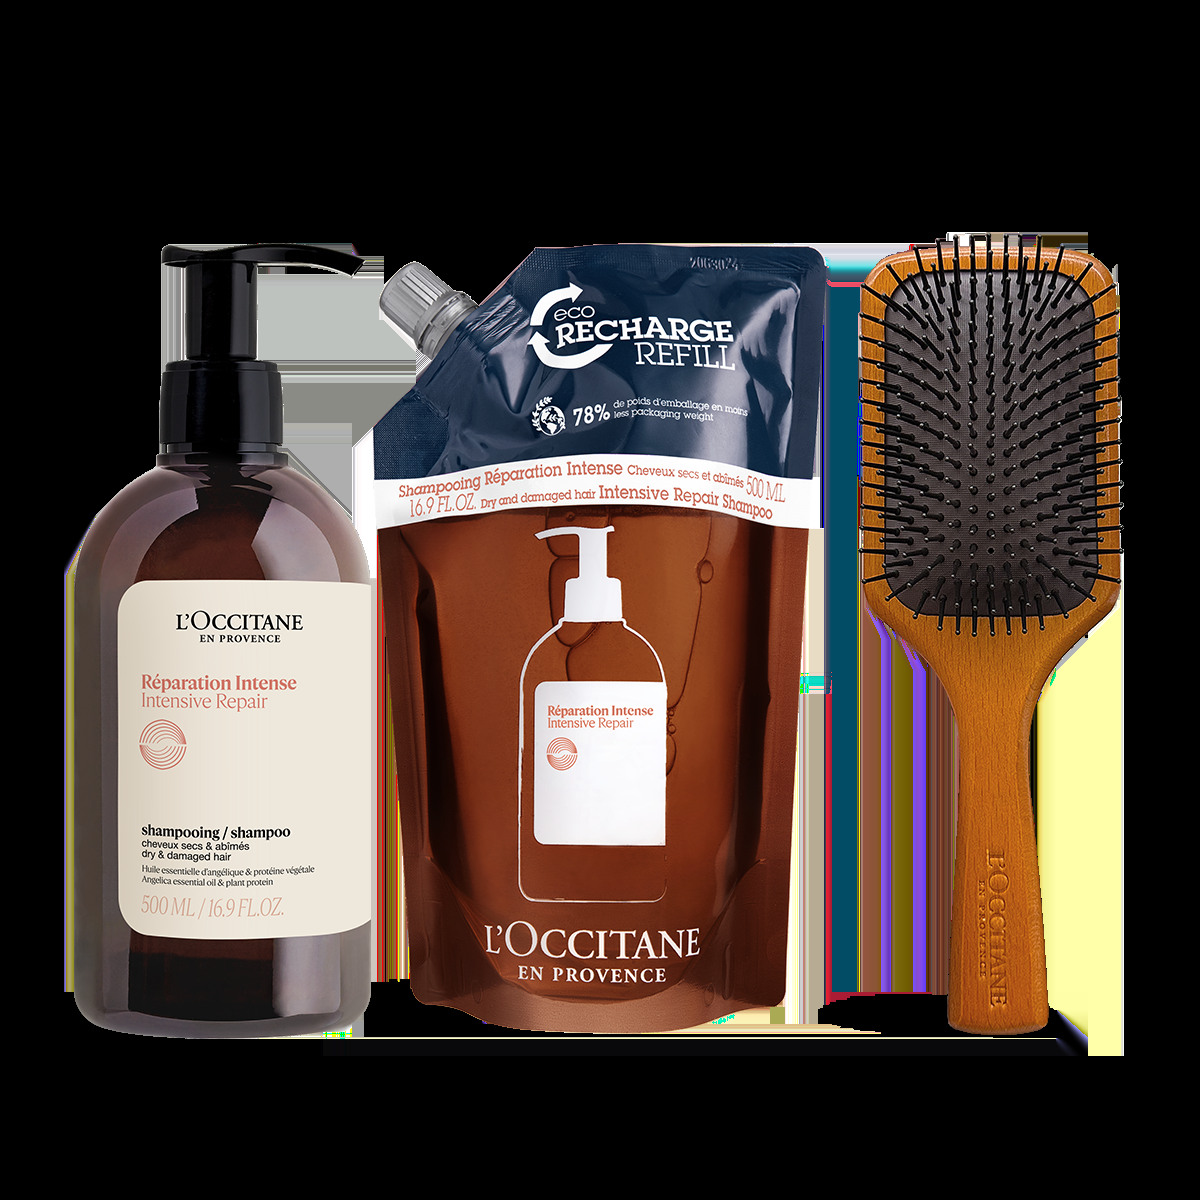 L'OCCITANE
EN PROVENCE
Réparation Intense
Intensive Repair
shampooing / shampoo
cheveux secs & abîmés
dry & damaged hair
Huile essentielle d'angélique & protéine végétale
Angelica essential oil & plant protein
500 ML / 16.9 FL.OZ.
2063074
eco
RECHARGE
REFILL
78% de poids d'emballage en moins
less packaging weight
Shampooing Réparation Intense Cheveux secs et abîmés 500 ML
16.9 FL.OZ. Dry and damaged hair Intensive Repair Shampoo
Réparation Intense
Intensive Repair
L'OCCITANE
EN PROVENCE
L'OCCITANE
EN PROVENCE